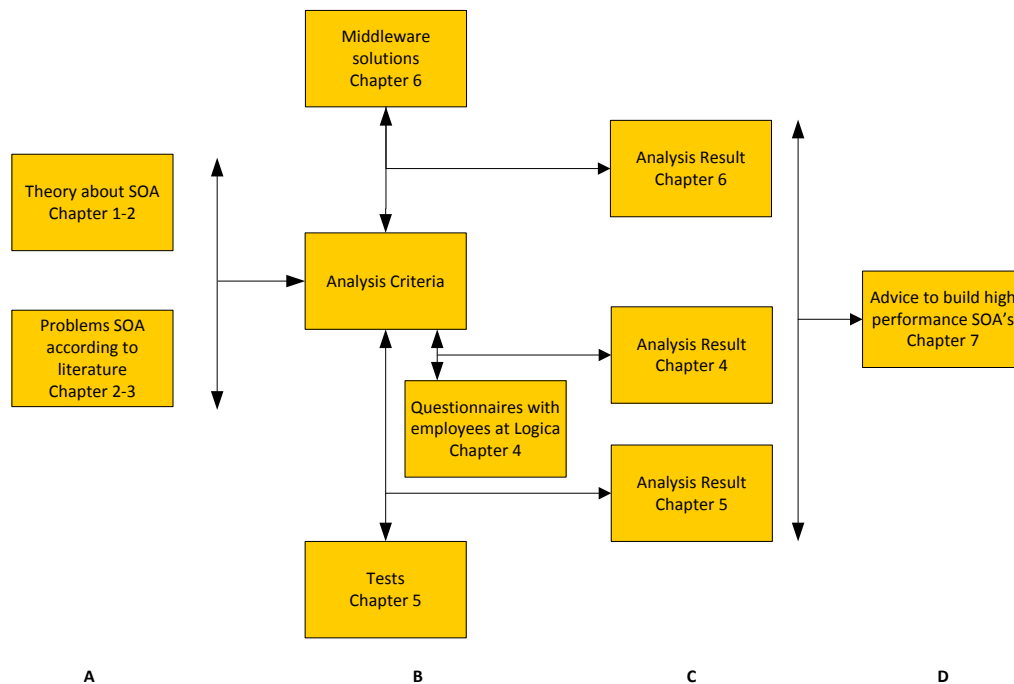 Middleware
solutions
Chapter 6
Theory about SOA
Chapter 1-2
Analysis Result
Chapter 6
Analysis Criteria
Problems SOA
according to
literature
Chapter 2-3
Advice to build high
performance SOA's
Chapter 7
Analysis Result
Chapter 4
Questionnaires with
employees at Logica
Chapter 4
Analysis Result
Chapter 5
Tests
Chapter 5
A
B
C
D